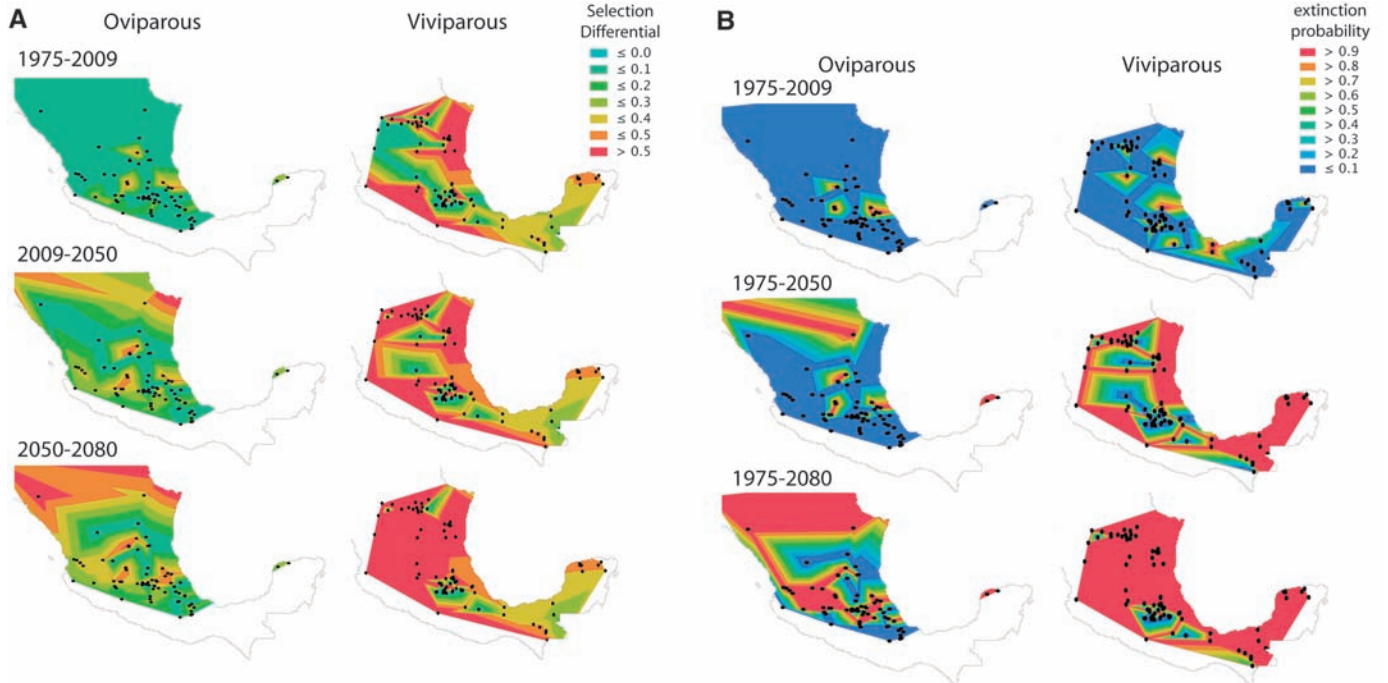 A
Oviparous
Viviparous
Selection
Differential
≤ 0.0
≤ 0.1
≤ 0.2
≤ 0.3
≤ 0.4
≤ 0.5
> 0.5
1975-2009
2009-2050
2050-2080
B
Oviparous
Viviparous
extinction
probability
> 0.9
> 0.8
> 0.7
> 0.6
> 0.5
> 0.4
> 0.3
> 0.2
≤ 0.1
1975-2009
1975-2050
1975-2080